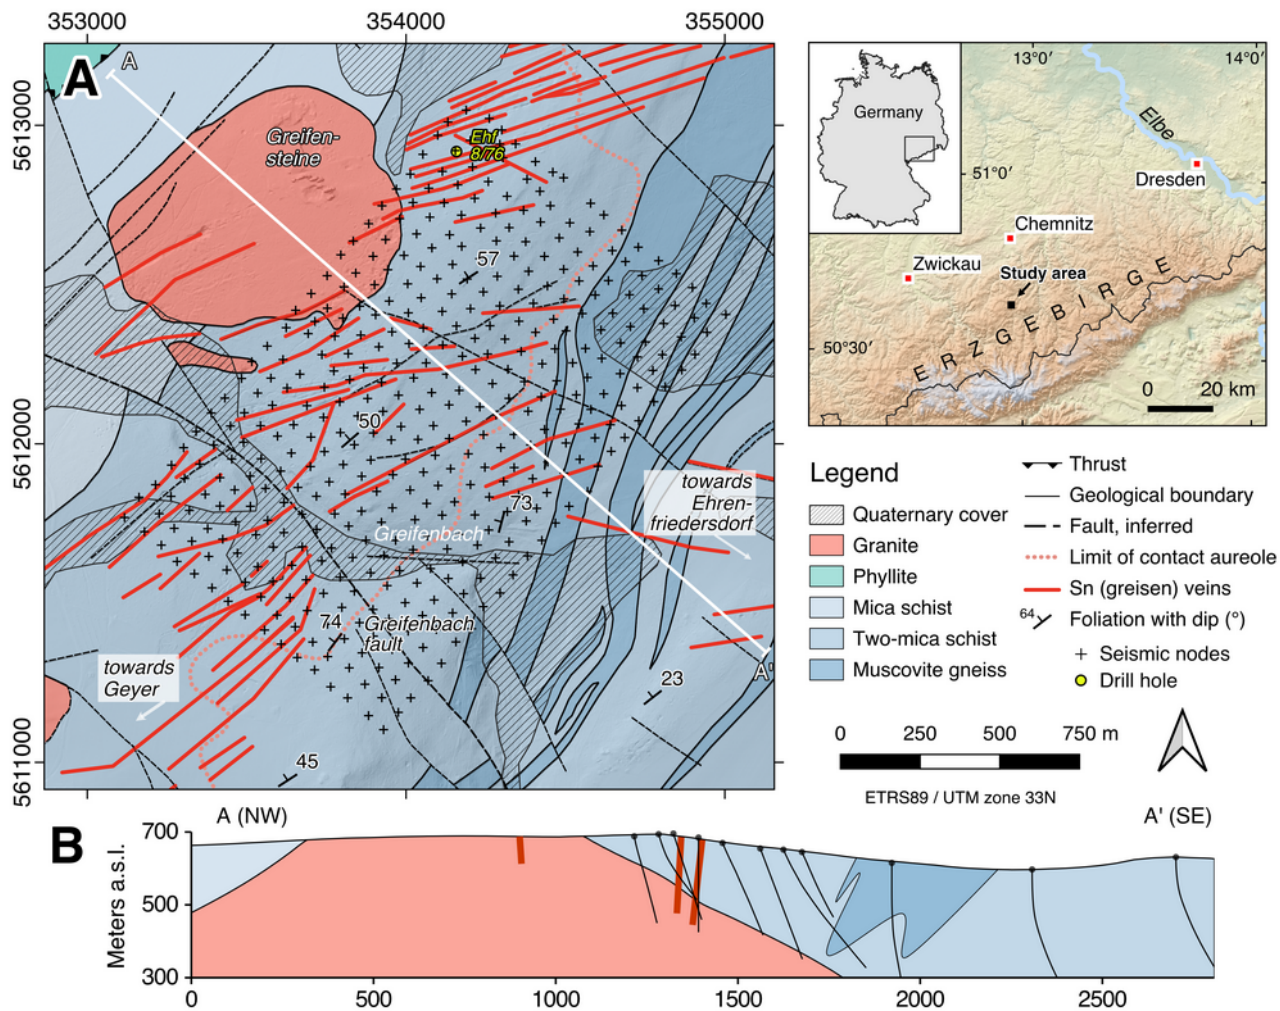 353000
354000
355000
5613000
5612000
5611000
A
A
Greifen-
steine
Ehf
8/76
57
50
73
Greifenbach
74
Greifenbach
fault
towards
Ehren-
friedersdorf
towards
Geyer
A'
23
45
13°0′
14°0′
Germany
Elbe
51°0′
Dresden
Chemnitz
Zwickau
Study area
ERZGEBIRGE
50°30′
0 20 km
Legend
Quaternary cover
Granite
Phyllite
Mica schist
Two-mica schist
Muscovite gneiss
Thrust
Geological boundary
Fault, inferred
Limit of contact aureole
Sn (greisen) veins
64 Foliation with dip (°)
Seismic nodes
Drill hole
0 250 500 750 m
ETRS89 / UTM zone 33N
B
A (NW)
A' (SE)
Meters a.s.l.
700
500
300
0 500 1000 1500 2000 2500